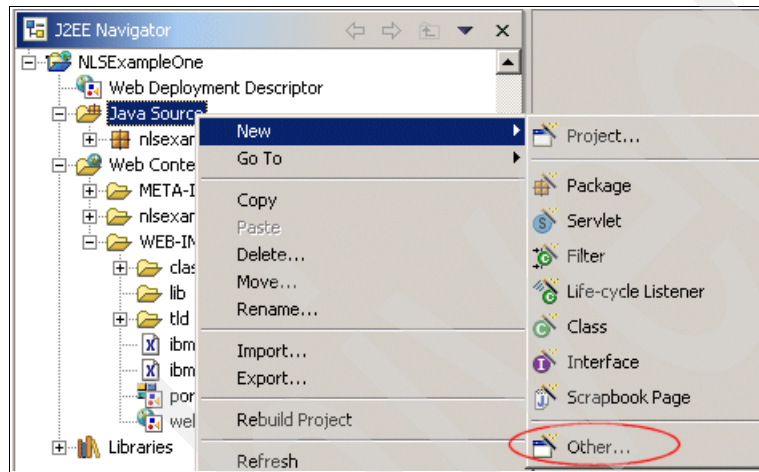 J2EE Navigator
NLSExampleOne
Web Deployment Descriptor
Java Source
nlsexar
Web Conte
META-I
nlsexar
WEB-IN
clas
lib
tld
ibm
ibm
por
wel
Libraries
New
Go To
Copy
Paste
Delete...
Move...
Rename...
Import...
Export...
Rebuild Project
Refresh
Project...
Package
Servlet
Filter
Life-cycle Listener
Class
Interface
Scrapbook Page
Other...